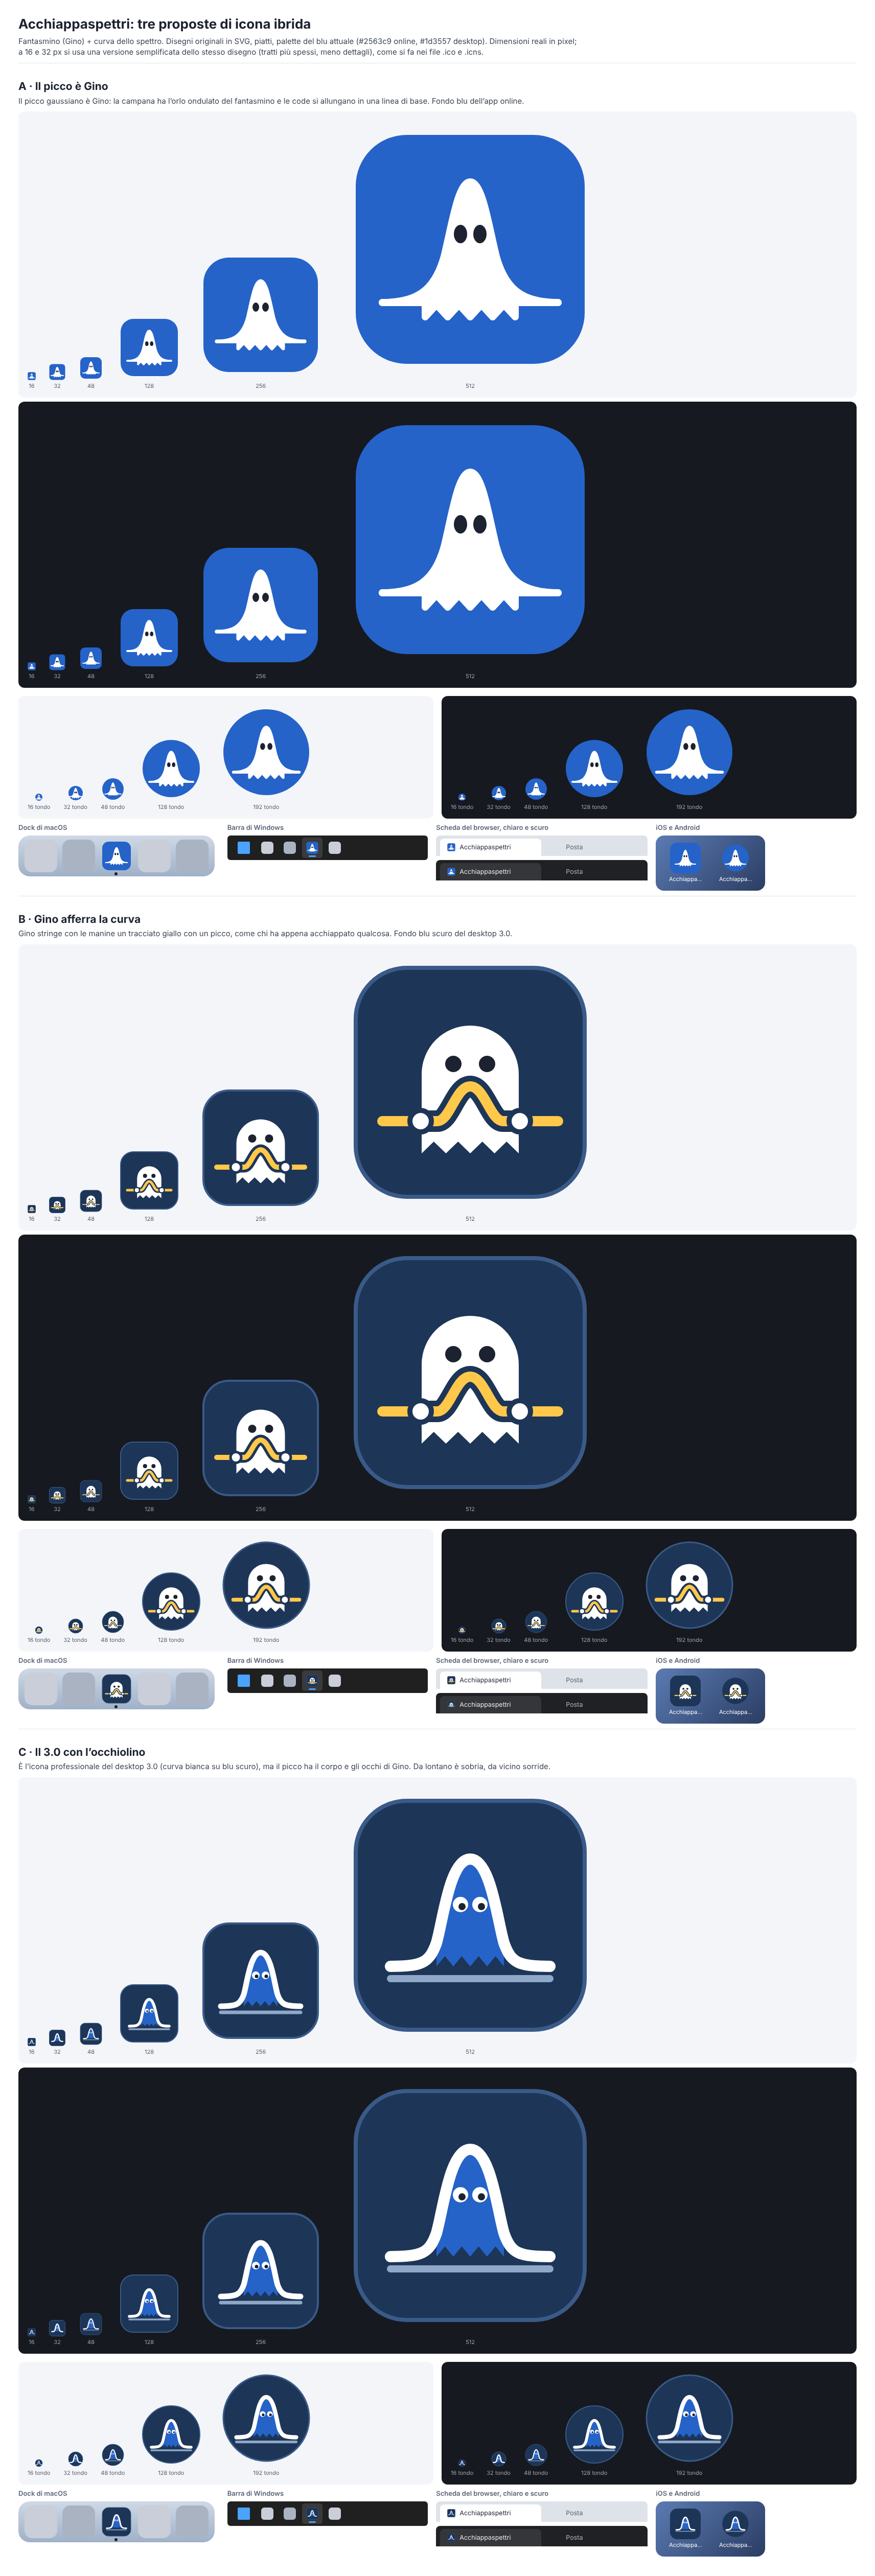 Acchiappaspettri: tre proposte di icona ibrida
Fantasmino (Gino) + curva dello spettro. Disegni originali in SVG, piatti, palette del blu attuale (#2563c9 online, #1d3557 desktop). Dimensioni reali in pixel;
a 16 e 32 px si usa una versione semplificata dello stesso disegno (tratti più spessi, meno dettagli), come si fa nei file .ico e .icns.
A · Il picco è Gino
Il picco gaussiano è Gino: la campana ha l’orlo ondulato del fantasmino e le code si allungano in una linea di base. Fondo blu dell’app online.
16 32 48 128 256 512
16 32 48 128 256 512
16 tondo 32 tondo 48 tondo 128 tondo 192 tondo
16 tondo 32 tondo 48 tondo 128 tondo 192 tondo
Dock di macOS
Barra di Windows
Scheda del browser, chiaro e scuro
Acchiappaspettri Posta
Acchiappaspettri Posta
iOS e Android
Acchiappa... Acchiappa...
B · Gino afferra la curva
Gino stringe con le manine un tracciato giallo con un picco, come chi ha appena acchiappato qualcosa. Fondo blu scuro del desktop 3.0.
16 32 48 128 256 512
16 32 48 128 256 512
16 tondo 32 tondo 48 tondo 128 tondo 192 tondo
16 tondo 32 tondo 48 tondo 128 tondo 192 tondo
Dock di macOS
Barra di Windows
Scheda del browser, chiaro e scuro
Acchiappaspettri Posta
Acchiappaspettri Posta
iOS e Android
Acchiappa... Acchiappa...
C · Il 3.0 con l’occhiolino
È l’icona professionale del desktop 3.0 (curva bianca su blu scuro), ma il picco ha il corpo e gli occhi di Gino. Da lontano è sobria, da vicino sorride.
16 32 48 128 256 512
16 32 48 128 256 512
16 tondo 32 tondo 48 tondo 128 tondo 192 tondo
16 tondo 32 tondo 48 tondo 128 tondo 192 tondo
Dock di macOS
Barra di Windows
Scheda del browser, chiaro e scuro
Acchiappaspettri Posta
Acchiappaspettri Posta
iOS e Android
Acchiappa... Acchiappa...